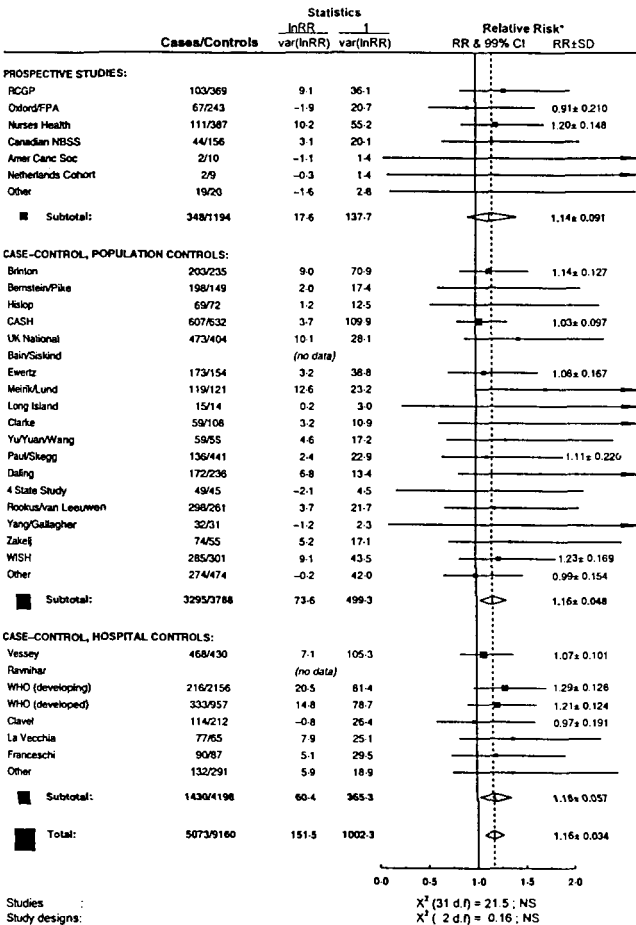 Statistics
lnRR 1 Relative Risk*
Cases/Controls var(lnRR) var(lnRR) RR & 99% CI RR±SD
PROSPECTIVE STUDIES:
RCGP 103/369 9·1 36·1
Oxford/FPA 67/243 −1·9 20·7 0.91± 0.210
Nurses Health 111/387 10·2 55·2 1.20± 0.148
Canadian NBSS 44/156 3·1 20·1
Amer Canc Soc 2/10 −1·1 1·4
Netherlands Cohort 2/9 −0·3 1·4
Other 19/20 −1·6 2·8
Subtotal: 348/1194 17·6 137·7 1.14± 0.091
CASE-CONTROL, POPULATION CONTROLS:
Brinton 203/235 9·0 70·9 1.14± 0.127
Bernstein/Pike 198/149 2·0 17·4
Hislop 69/72 1·2 12·5
CASH 607/632 3·7 109·9 1.03± 0.097
UK National 473/404 10·1 28·1
Bain/Siskind (no data)
Ewertz 173/154 3·2 38·8 1.08± 0.167
Meirik/Lund 119/121 12·6 23·2
Long Island 15/14 0·2 3·0
Clarke 59/108 3·2 10·9
Yu/Yuan/Wang 59/55 4·6 17·2
Paul/Skegg 136/441 2·4 22·9 1.11± 0.220
Daling 172/236 6·8 13·4
4 State Study 49/45 −2·1 4·5
Rookus/van Leeuwen 298/261 3·7 21·7
Yang/Gallagher 32/31 −1·2 2·3
Zakelj 74/55 5·2 17·1
WISH 285/301 9·1 43·5 1.23± 0.169
Other 274/474 −0·2 42·0 0.99± 0.154
Subtotal: 3295/3768 73·6 499·3 1.16± 0.048
CASE-CONTROL, HOSPITAL CONTROLS:
Vessey 468/430 7·1 105·3 1.07± 0.101
Ravnihar (no data)
WHO (developing) 216/2156 20·5 81·4 1.29± 0.126
WHO (developed) 333/957 14·8 78·7 1.21± 0.124
Clavel 114/212 −0·8 26·4 0.97± 0.191
La Vecchia 77/65 7·9 25·1
Franceschi 90/87 5·1 29·5
Other 132/291 5·9 18·9
Subtotal: 1430/4198 60·4 365·3 1.18± 0.057
Total: 5073/9160 151·5 1002·3 1.16± 0.034
0·0 0·5 1·0 1·5 2·0
Studies : X² (31 d.f) = 21.5 ; NS
Study designs: X² ( 2 d.f) = 0.16 ; NS